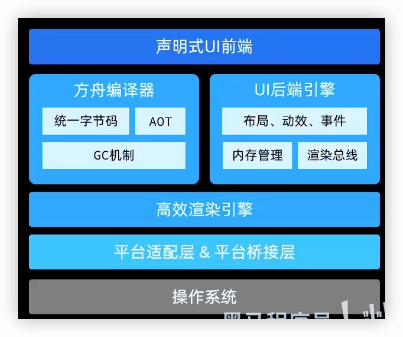 声明式UI前端
方舟编译器
统一字节码
AOT
GC机制
UI后端引擎
布局、动效、事件
内存管理
渲染总线
高效渲染引擎
平台适配层 & 平台桥接层
操作系统